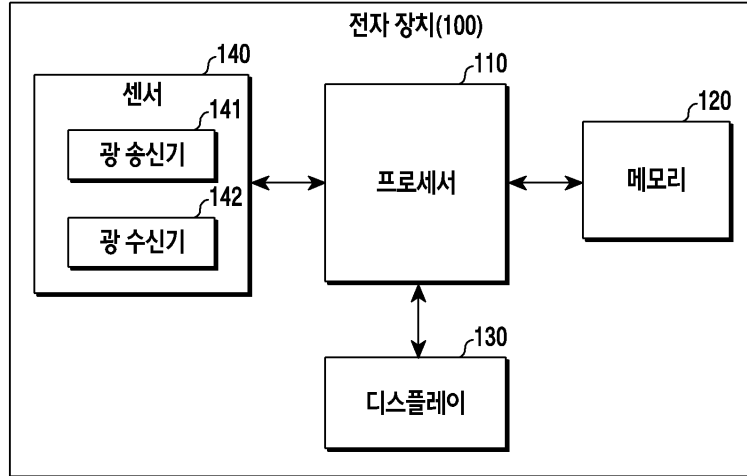 전자 장치(100)
140
센서
141
광 송신기
142
광 수신기
110
프로세서
120
메모리
130
디스플레이